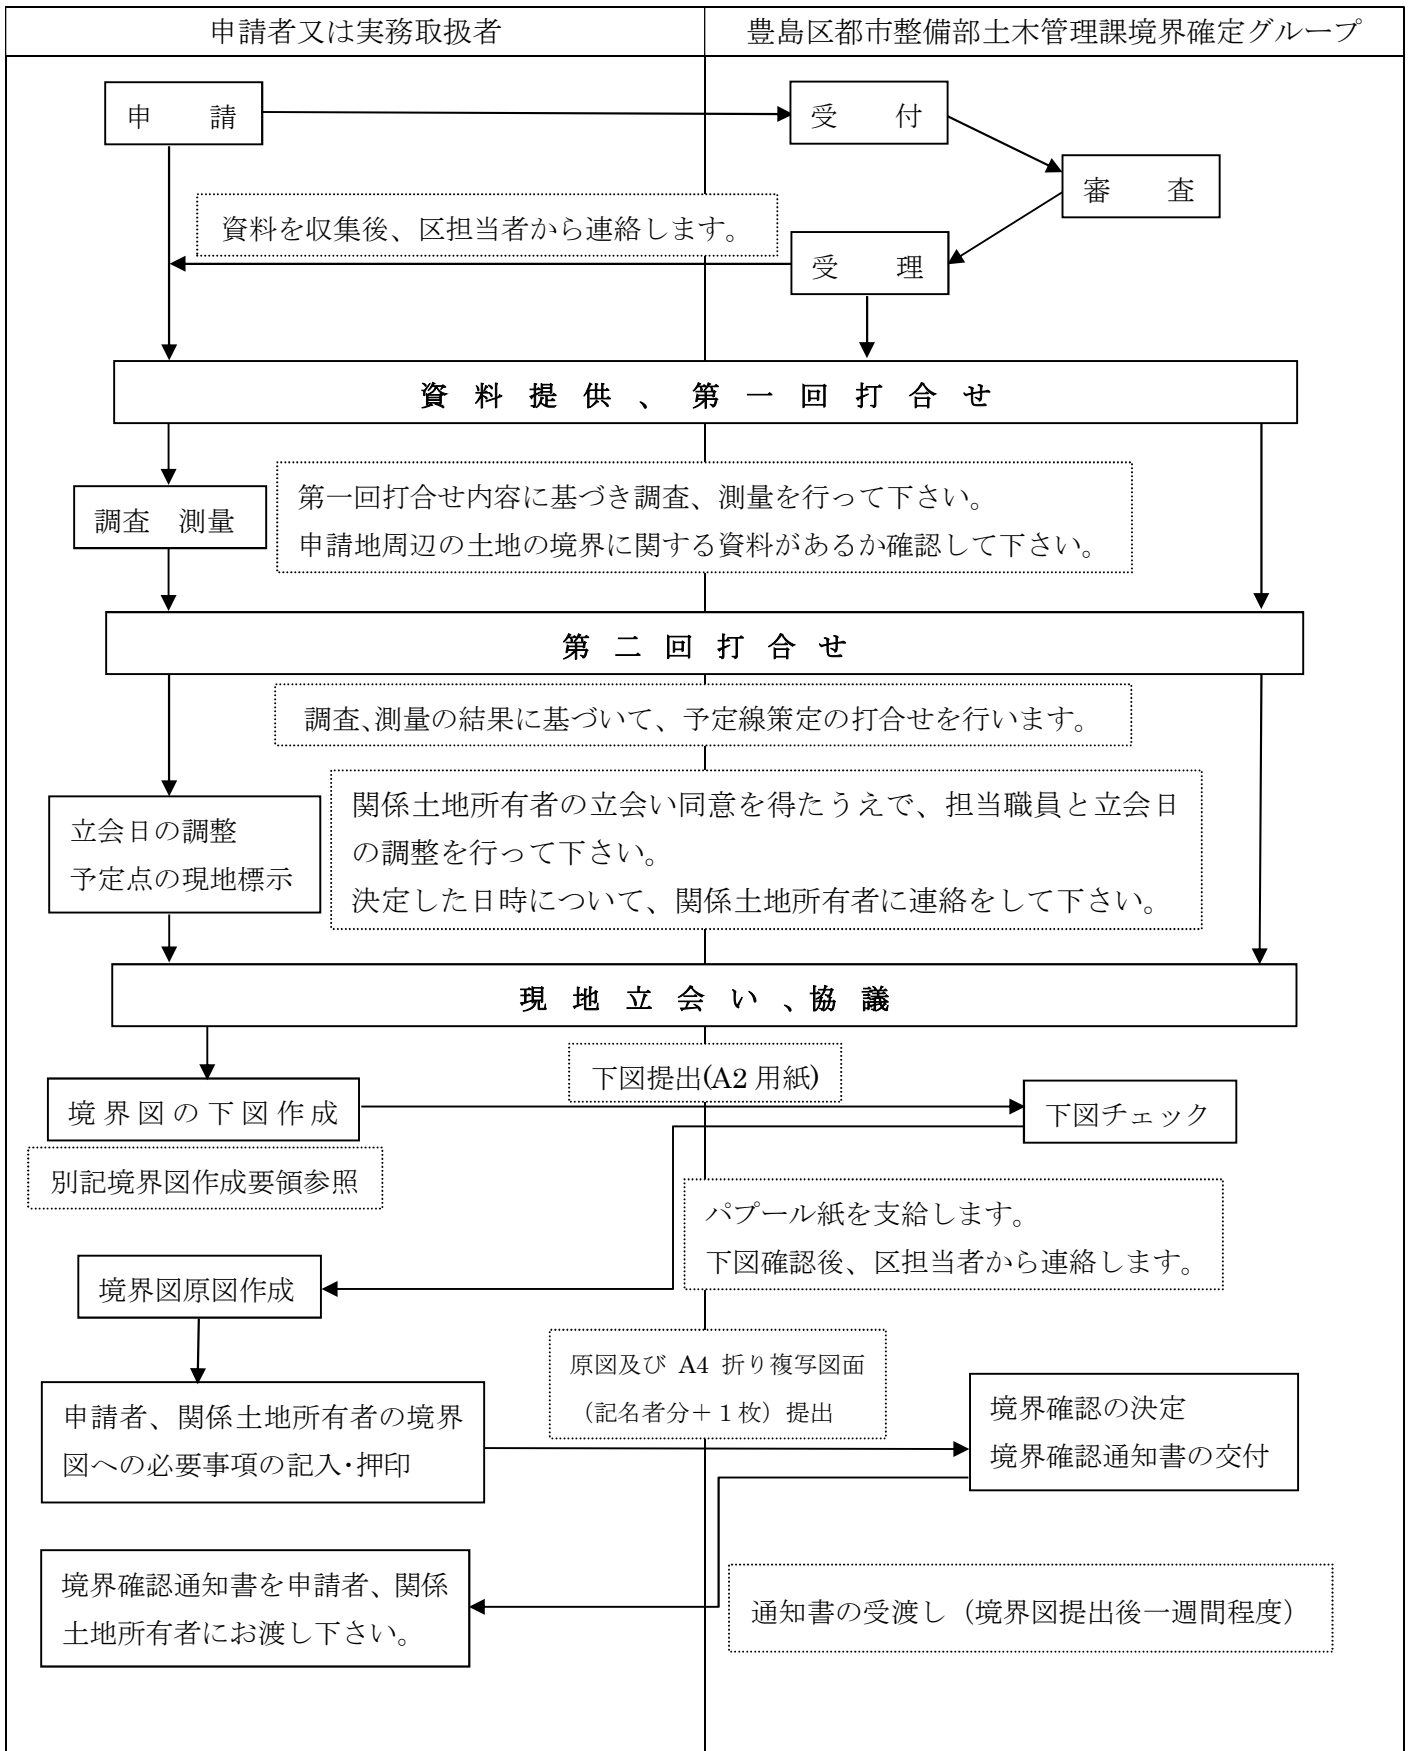 申請者又は実務取扱者
豊島区都市整備部土木管理課境界確定グループ
申　　請
受　　付
審　　査
資料を収集後、区担当者から連絡します。
受　　理
資料提供、第一回打合せ
調査　測量
第一回打合せ内容に基づき調査、測量を行って下さい。
申請地周辺の土地の境界に関する資料があるか確認して下さい。
第二回打合せ
調査、測量の結果に基づいて、予定線策定の打合せを行います。
立会日の調整
予定点の現地標示
関係土地所有者の立会い同意を得たうえで、担当職員と立会日
の調整を行って下さい。
決定した日時について、関係土地所有者に連絡をして下さい。
現地立会い、協議
下図提出(A2 用紙)
境界図の下図作成
下図チェック
別記境界図作成要領参照
パプール紙を支給します。
下図確認後、区担当者から連絡します。
境界図原図作成
原図及び A4 折り複写図面
（記名者分＋１枚）提出
申請者、関係土地所有者の境界
図への必要事項の記入・押印
境界確認の決定
境界確認通知書の交付
境界確認通知書を申請者、関係
土地所有者にお渡し下さい。
通知書の受渡し（境界図提出後一週間程度）